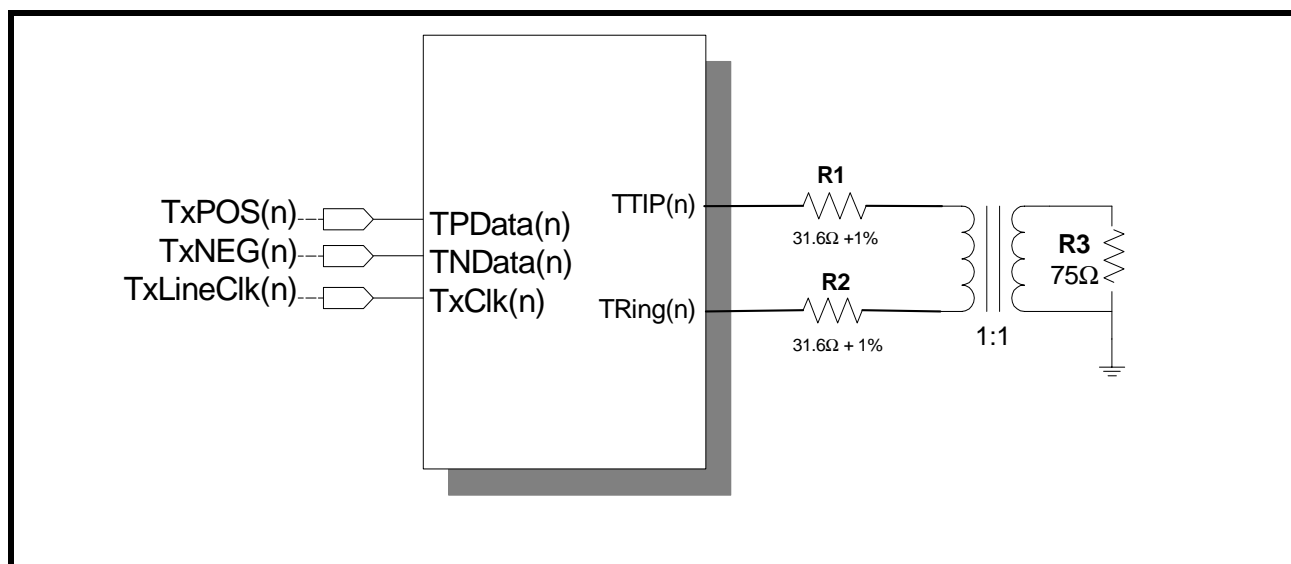 TxPOS(n)
TxNEG(n)
TxLineClk(n)
TPData(n)
TNData(n)
TxClk(n)
TTIP(n)
TRing(n)
R1
31.6Ω +1%
R2
31.6Ω + 1%
1:1
R3
75Ω